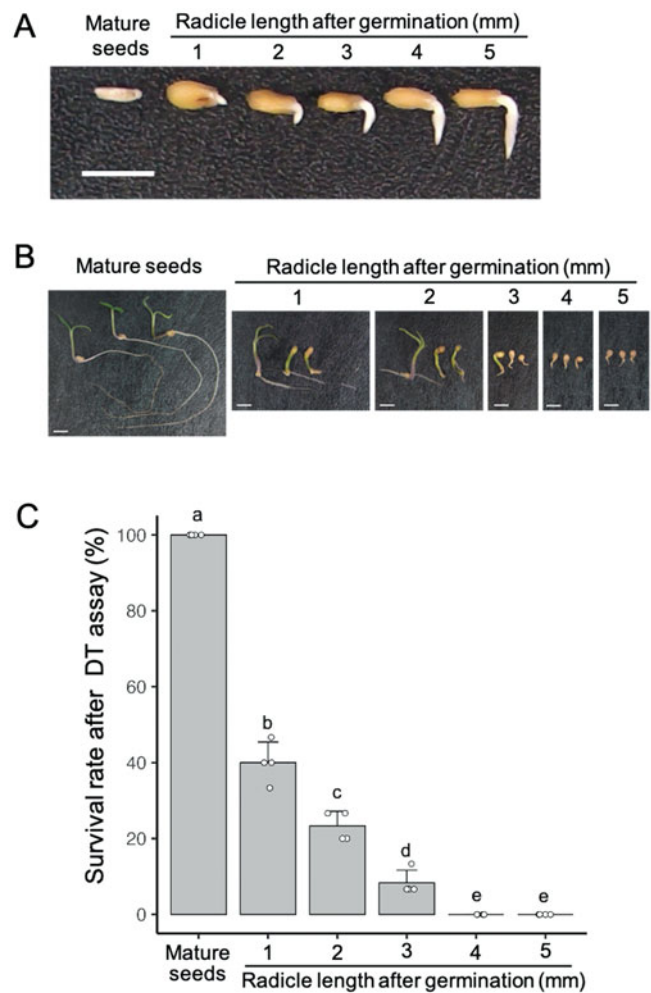 A
Mature
seeds
Radicle length after germination (mm)
1 2 3 4 5
B
Mature seeds
Radicle length after germination (mm)
1 2 3 4 5
C
Survival rate after DT assay (%)
100
80
60
40
20
0
a
b
c
d
e
e
Mature
seeds
1 2 3 4 5
Radicle length after germination (mm)